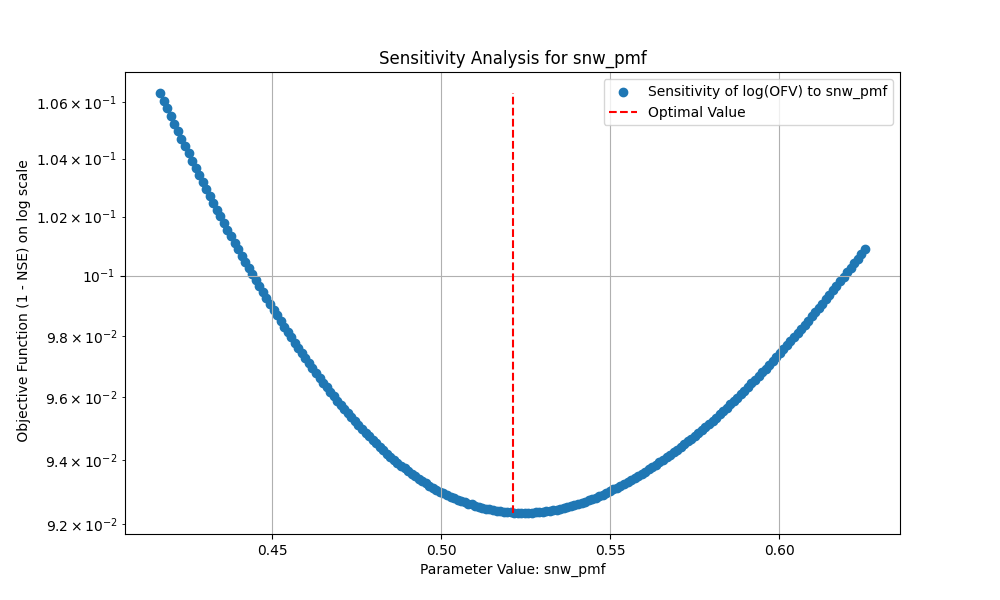 Sensitivity Analysis for snw_pmf
Objective Function (1 - NSE) on log scale
1.06 × 10⁻¹
1.04 × 10⁻¹
1.02 × 10⁻¹
10⁻¹
9.8 × 10⁻²
9.6 × 10⁻²
9.4 × 10⁻²
9.2 × 10⁻²
Sensitivity of log(OFV) to snw_pmf
Optimal Value
0.45 0.50 0.55 0.60
Parameter Value: snw_pmf